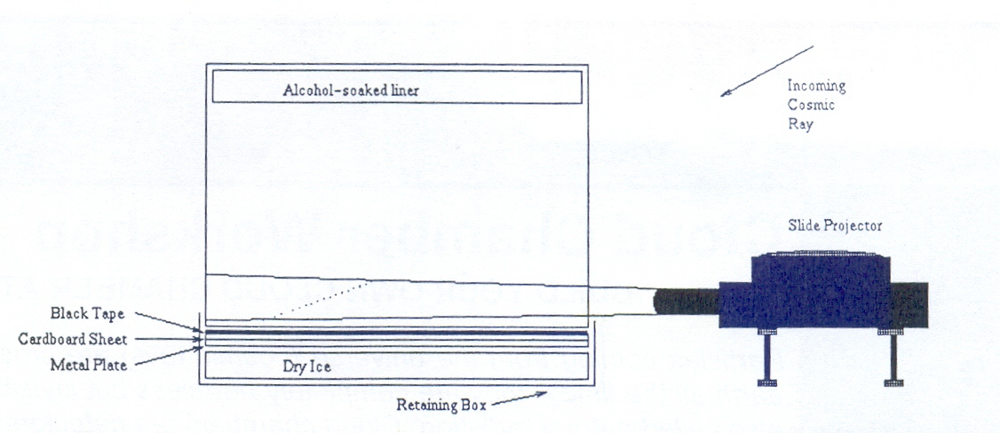 Alcohol-soaked liner
Incoming
Cosmic
Ray
Slide Projector
Black Tape
Cardboard Sheet
Metal Plate
Dry Ice
Retaining Box